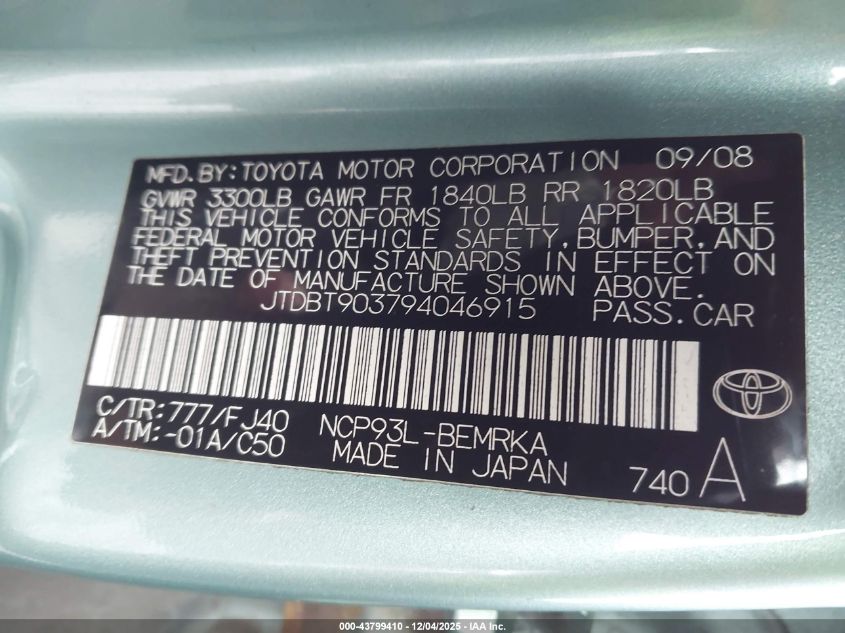 MFD. BY: TOYOTA MOTOR CORPORATION 09/08
GVWR 3300LB GAWR FR 1840LB RR 1820LB
THIS VEHICLE CONFORMS TO ALL APPLICABLE
FEDERAL MOTOR VEHICLE SAFETY, BUMPER, AND
THEFT PREVENTION STANDARDS IN EFFECT ON
THE DATE OF MANUFACTURE SHOWN ABOVE.
JTDBT903794046915 PASS. CAR
C/TR: 777/FJ40 NCP93L-BEMRKA
A/TM: -01A/C50 MADE IN JAPAN
740 A
000-43799410 - 12/04/2025 - IAA Inc.